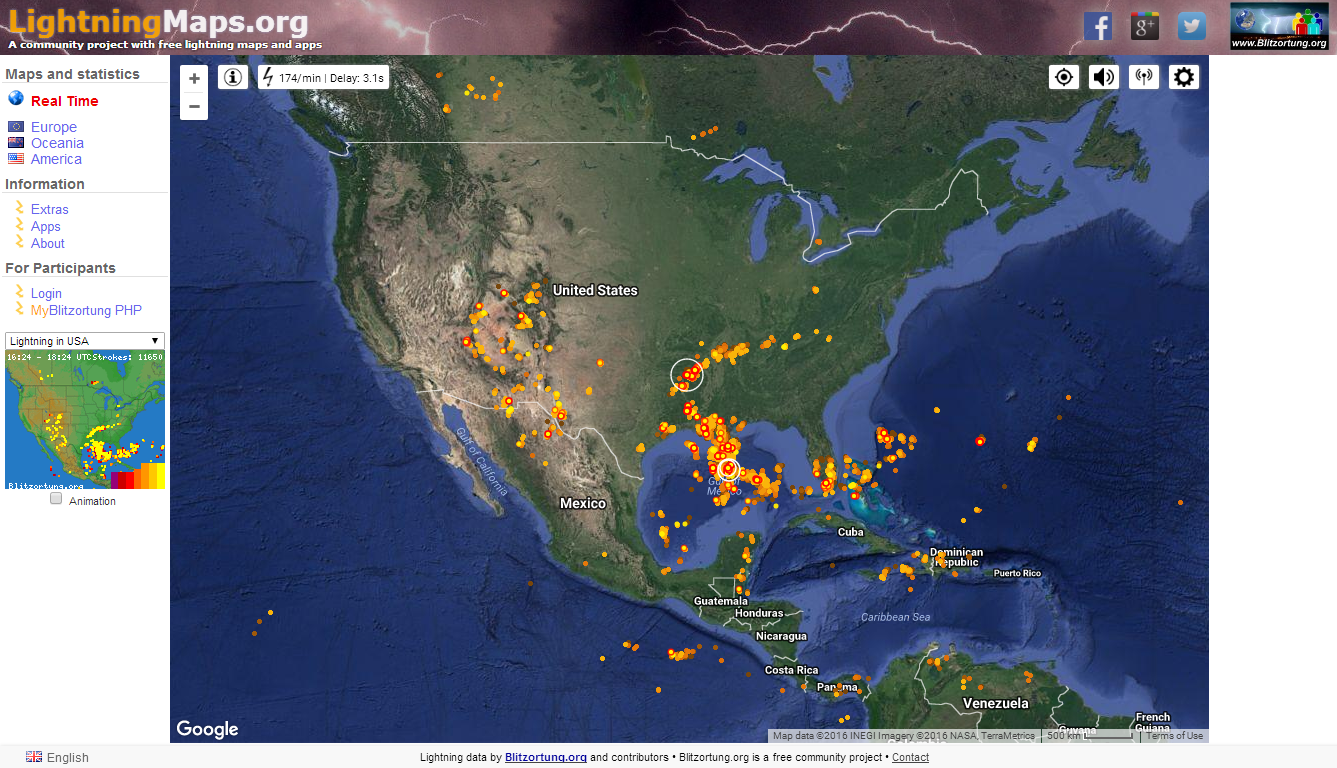 LightningMaps.org
A community project with free lightning maps and apps
www.Blitzortung.org
Maps and statistics
Real Time
Europe
Oceania
America
Information
Extras
Apps
About
For Participants
Login
MyBlitzortung PHP
Lightning in USA
16:24 - 18:24 UTC Strokes: 11650
Blitzortung.org
Animation
+
−
174/min | Delay: 3.1s
United States
Gulf of California
Mexico
Gulf of
Mexico
Cuba
Dominican
Republic
Puerto Rico
Guatemala
Honduras
Caribbean Sea
Nicaragua
Costa Rica
Panama
Venezuela
French
Guiana
Guyana
Colombia
Google
Map data ©2016 INEGI Imagery ©2016 NASA, TerraMetrics
500 km
Terms of Use
English
Lightning data by Blitzortung.org and contributors • Blitzortung.org is a free community project • Contact